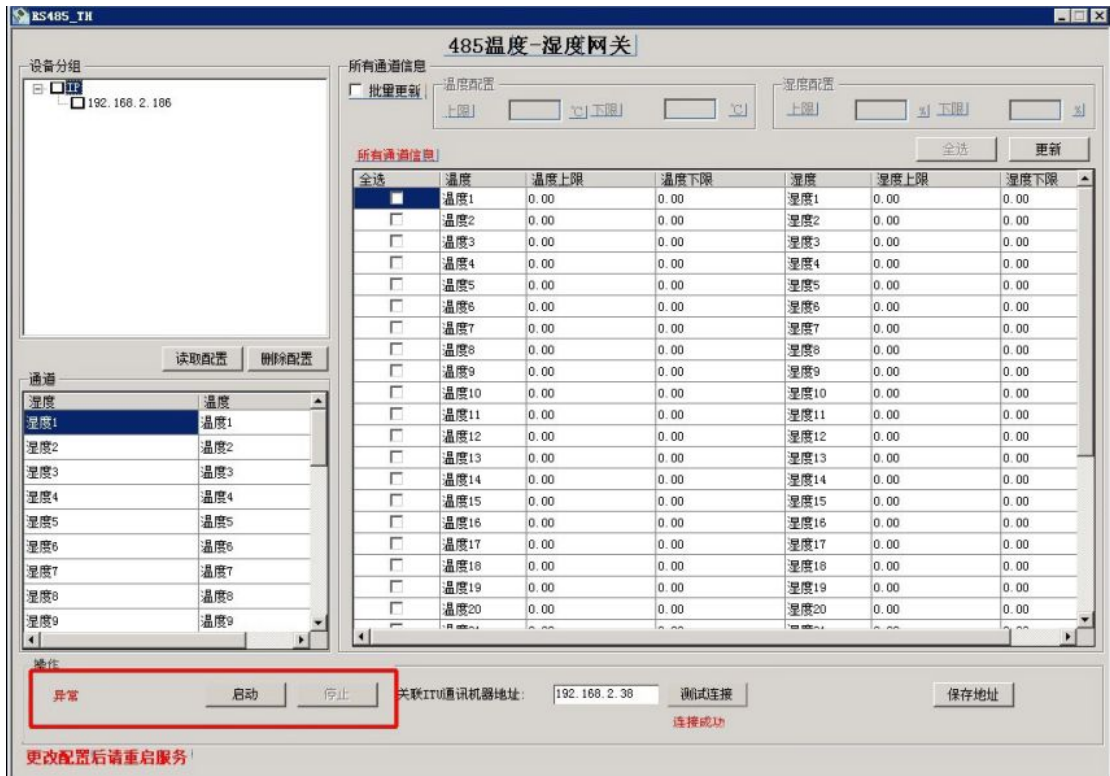 RS485_TH
485温度-湿度网关
设备分组
IP
192.168.2.186
读取配置 删除配置
所有通道信息
批里更新
温度配置
上限 ℃ 下限 ℃
湿度配置
上限 % 下限 %
所有通道信息
全选 更新
全选 温度 温度上限 温度下限 湿度 湿度上限 湿度下限
温度1 0.00 0.00 湿度1 0.00 0.00
温度2 0.00 0.00 湿度2 0.00 0.00
温度3 0.00 0.00 湿度3 0.00 0.00
温度4 0.00 0.00 湿度4 0.00 0.00
温度5 0.00 0.00 湿度5 0.00 0.00
温度6 0.00 0.00 湿度6 0.00 0.00
温度7 0.00 0.00 湿度7 0.00 0.00
温度8 0.00 0.00 湿度8 0.00 0.00
温度9 0.00 0.00 湿度9 0.00 0.00
温度10 0.00 0.00 湿度10 0.00 0.00
温度11 0.00 0.00 湿度11 0.00 0.00
温度12 0.00 0.00 湿度12 0.00 0.00
温度13 0.00 0.00 湿度13 0.00 0.00
温度14 0.00 0.00 湿度14 0.00 0.00
温度15 0.00 0.00 湿度15 0.00 0.00
温度16 0.00 0.00 湿度16 0.00 0.00
温度17 0.00 0.00 湿度17 0.00 0.00
温度18 0.00 0.00 湿度18 0.00 0.00
温度19 0.00 0.00 湿度19 0.00 0.00
温度20 0.00 0.00 湿度20 0.00 0.00
通道
湿度 温度
湿度1 温度1
湿度2 温度2
湿度3 温度3
湿度4 温度4
湿度5 温度5
湿度6 温度6
湿度7 温度7
湿度8 温度8
湿度9 温度9
操作
异常 启动 停止 关联ITU通讯机器地址: 192.168.2.38 测试连接 保存地址
连接成功
更改配置后请重启服务